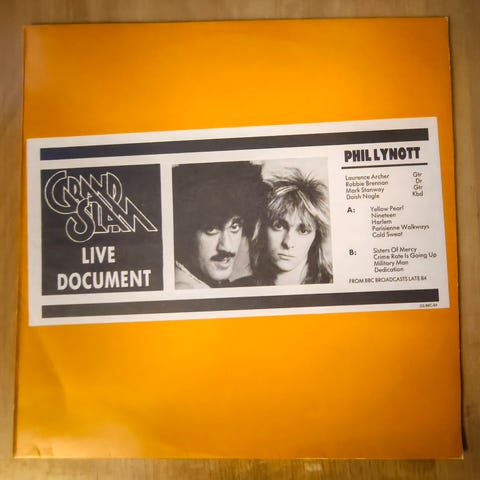 GRAND
SLAM
LIVE
DOCUMENT
PHIL LYNOTT
Laurence Archer Gtr
Robbie Brennan Dr
Mark Stanway Gtr
Doish Nagle Kbd
A: Yellow Pearl
Nineteen
Harlem
Parisienne Walkways
Cold Sweat
B: Sisters Of Mercy
Crime Rate Is Going Up
Military Man
Dedication
FROM BBC BROADCASTS LATE 84